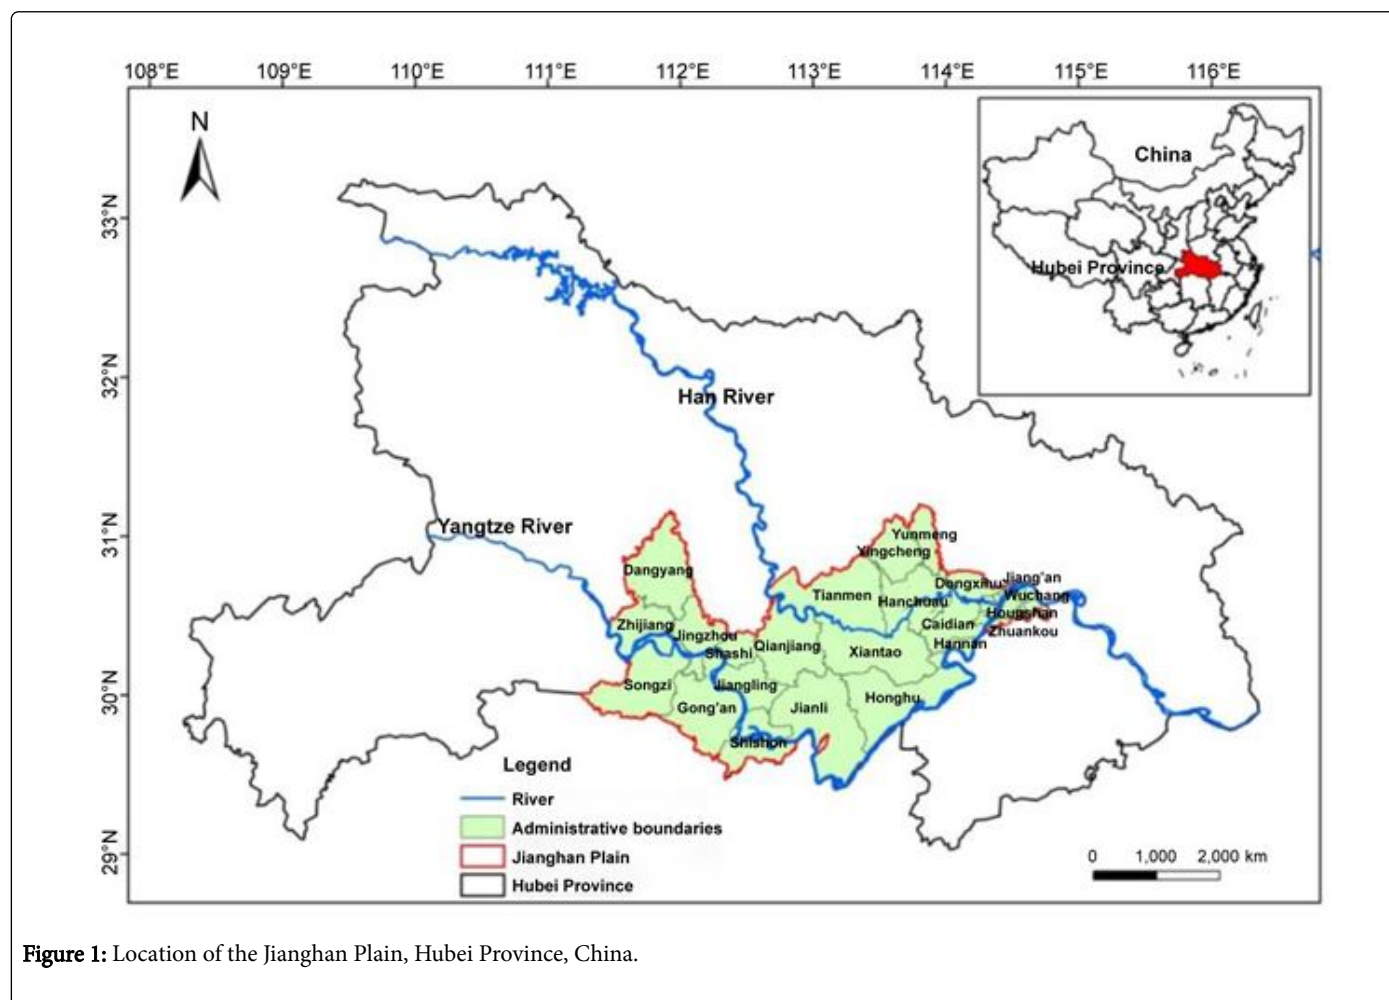 108°E 109°E 110°E 111°E 112°E 113°E 114°E 115°E 116°E
N
China
Hubei Province
33°N
32°N
31°N
30°N
29°N
Han River
Yangtze River
Yunmeng
Yingcheng
Dangyang
Jiang'an
Tianmen
Hanchuan
Wuchang
Hougshan
Zhijiang
Caidian
Zhuankou
Jingzhou
Shashi
Qianjiang
Xiantao
Hannan
Songzi
Jiangling
Gong'an
Jianli
Honghu
Shishon
Legend
River
Administrative boundaries
Jianghan Plain
Hubei Province
0 1,000 2,000 km
Figure 1: Location of the Jianghan Plain, Hubei Province, China.